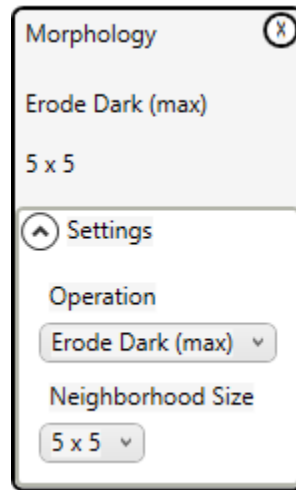 Morphology
Erode Dark (max)
5 x 5
Settings
Operation
Erode Dark (max)
Neighborhood Size
5 x 5